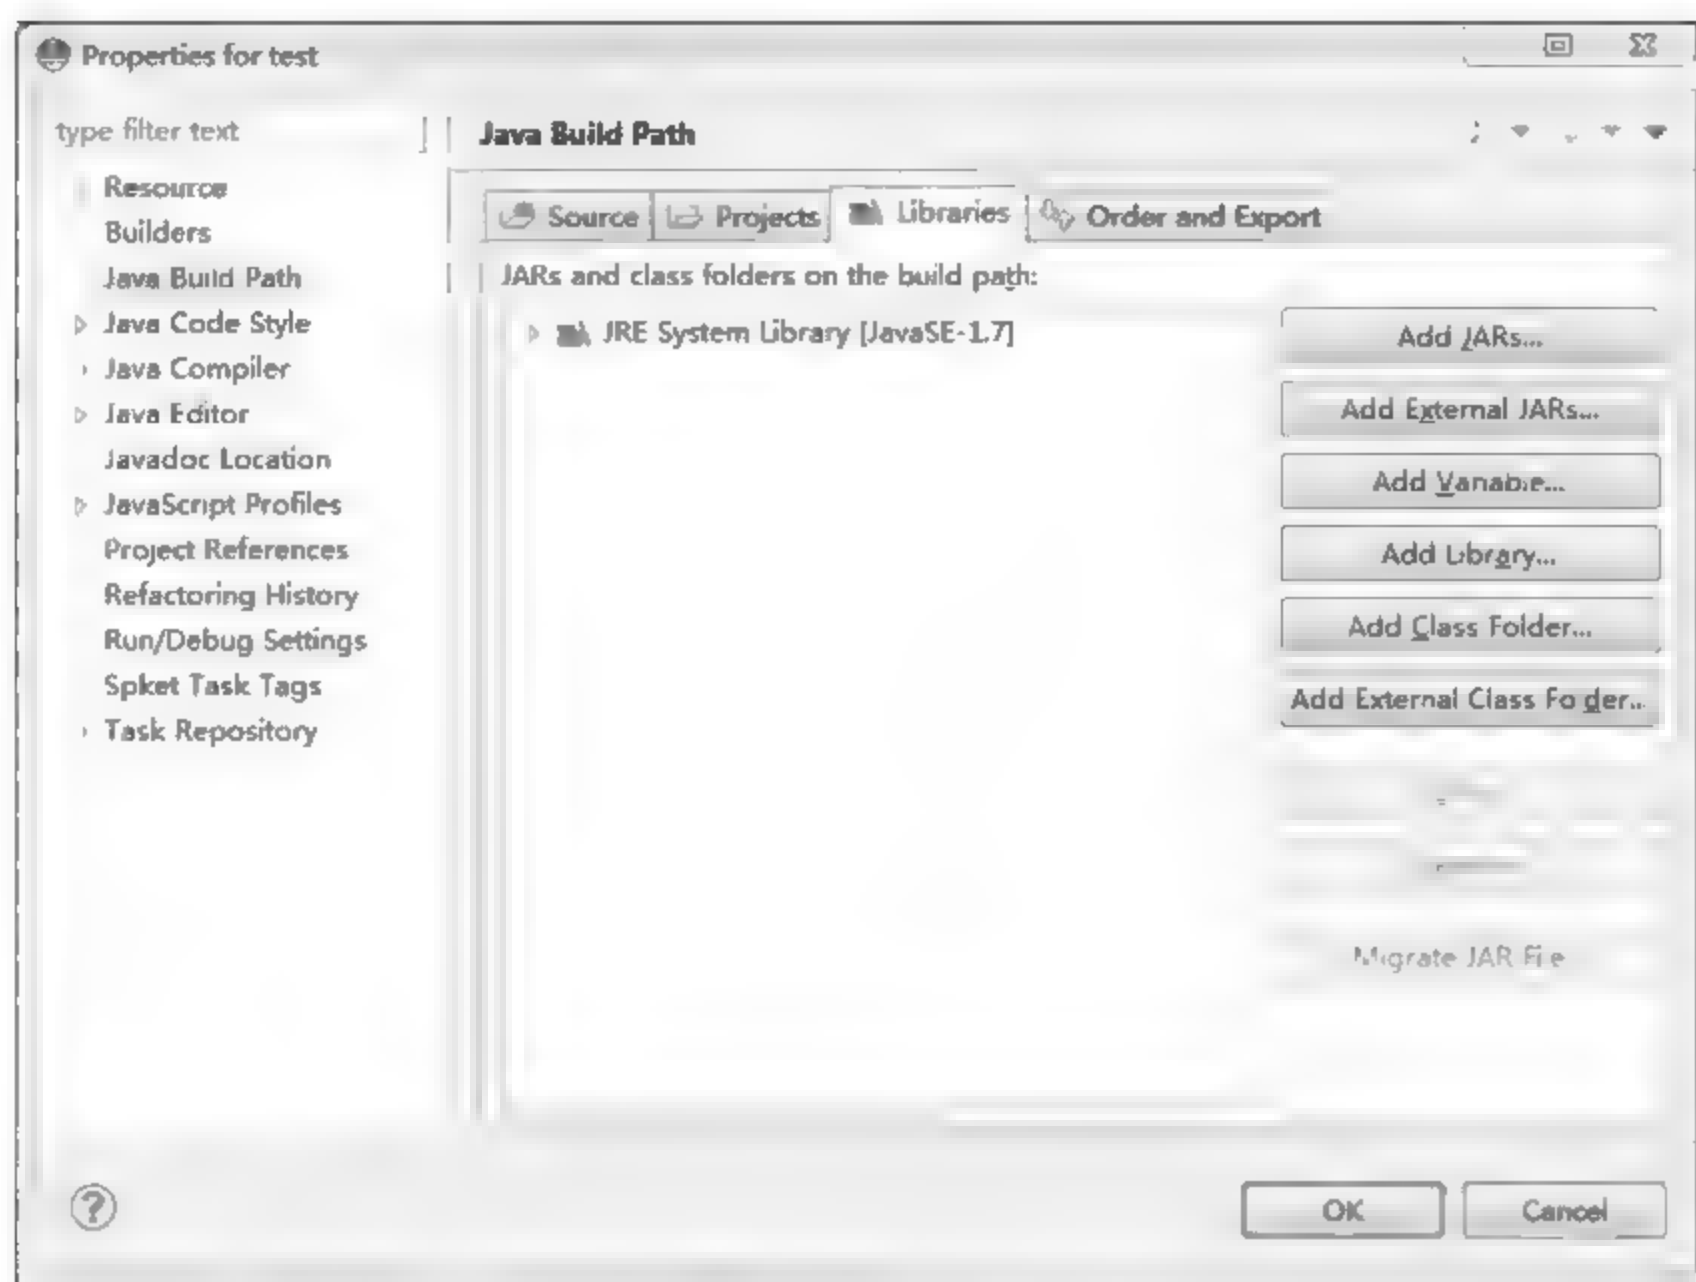 Properties for test
type filter text
Resource
Builders
Java Build Path
Java Code Style
Java Compiler
Java Editor
Javadoc Location
JavaScript Profiles
Project References
Refactoring History
Run/Debug Settings
Spket Task Tags
Task Repository
Java Build Path
Source Projects Libraries Order and Export
JARs and class folders on the build path:
JRE System Library [JavaSE-1.7]
Add JARs...
Add External JARs...
Add Variable...
Add Library...
Add Class Folder...
Add External Class Folder...
Migrate JAR File
OK Cancel